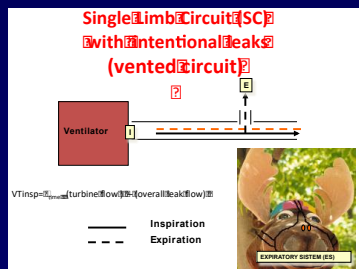 Single Limb Circuit (SC)
with intentional leaks
(vented circuit)
E
Ventilator
I
VTinsp= (turbine flow) (overall leak flow)
Inspiration
Expiration
EXPIRATORY SISTEM (ES)